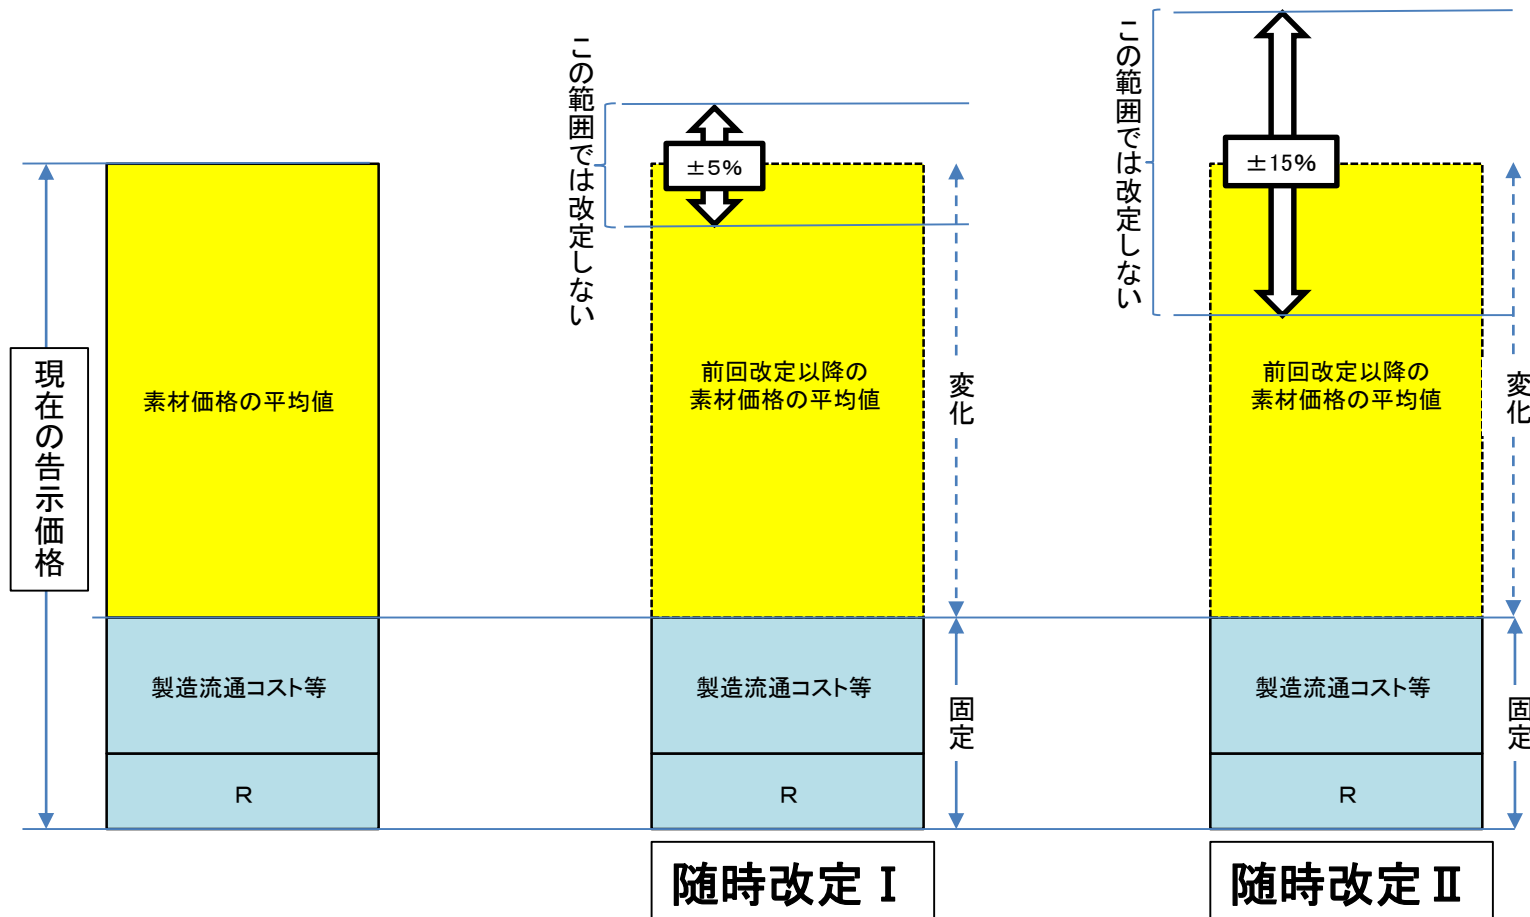 現在の告示価格
素材価格の平均値
製造流通コスト等
R
この範囲では改定しない
±5%
前回改定以降の
素材価格の平均値
製造流通コスト等
R
変化
固定
随時改定Ⅰ
この範囲では改定しない
±15%
前回改定以降の
素材価格の平均値
製造流通コスト等
R
変化
固定
随時改定Ⅱ